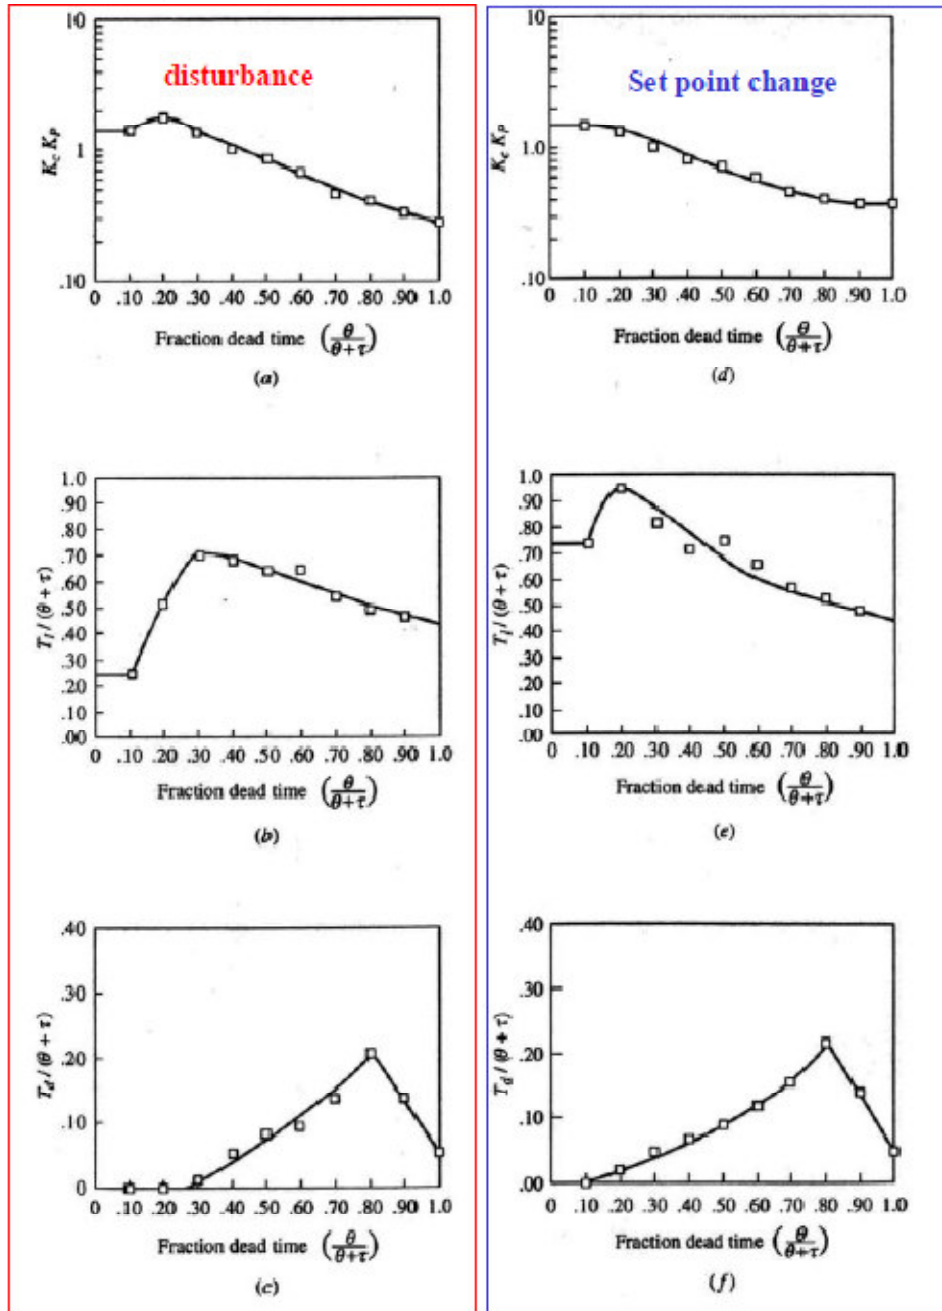 disturbance
10
1
.10
K_c K_P
0 .10 .20 .30 .40 .50 .60 .70 .80 .90 1.0
Fraction dead time (θ/(θ+τ))
(a)
1.0
.90
.80
.70
.60
.50
.40
.30
.20
.10
.00
T_I / (θ + τ)
0 .10 .20 .30 .40 .50 .60 .70 .80 .90 1.0
Fraction dead time (θ/(θ+τ))
(b)
.40
.30
.20
.10
0
T_d / (θ + τ)
0 .10 .20 .30 .40 .50 .60 .70 .80 .90 1.0
Fraction dead time (θ/(θ+τ))
(c)
Set point change
10
1.0
.10
K_c K_P
0 .10 .20 .30 .40 .50 .60 .70 .80 .90 1.0
Fraction dead time (θ/(θ+τ))
(d)
1.0
.90
.80
.70
.60
.50
.40
.30
.20
.10
.00
T_I / (θ + τ)
0 .10 .20 .30 .40 .50 .60 .70 .80 .90 1.0
Fraction dead time (θ/(θ+τ))
(e)
.40
.30
.20
.10
.00
T_d / (θ + τ)
0 .10 .20 .30 .40 .50 .60 .70 .80 .90 1.0
Fraction dead time (θ/(θ+τ))
(f)